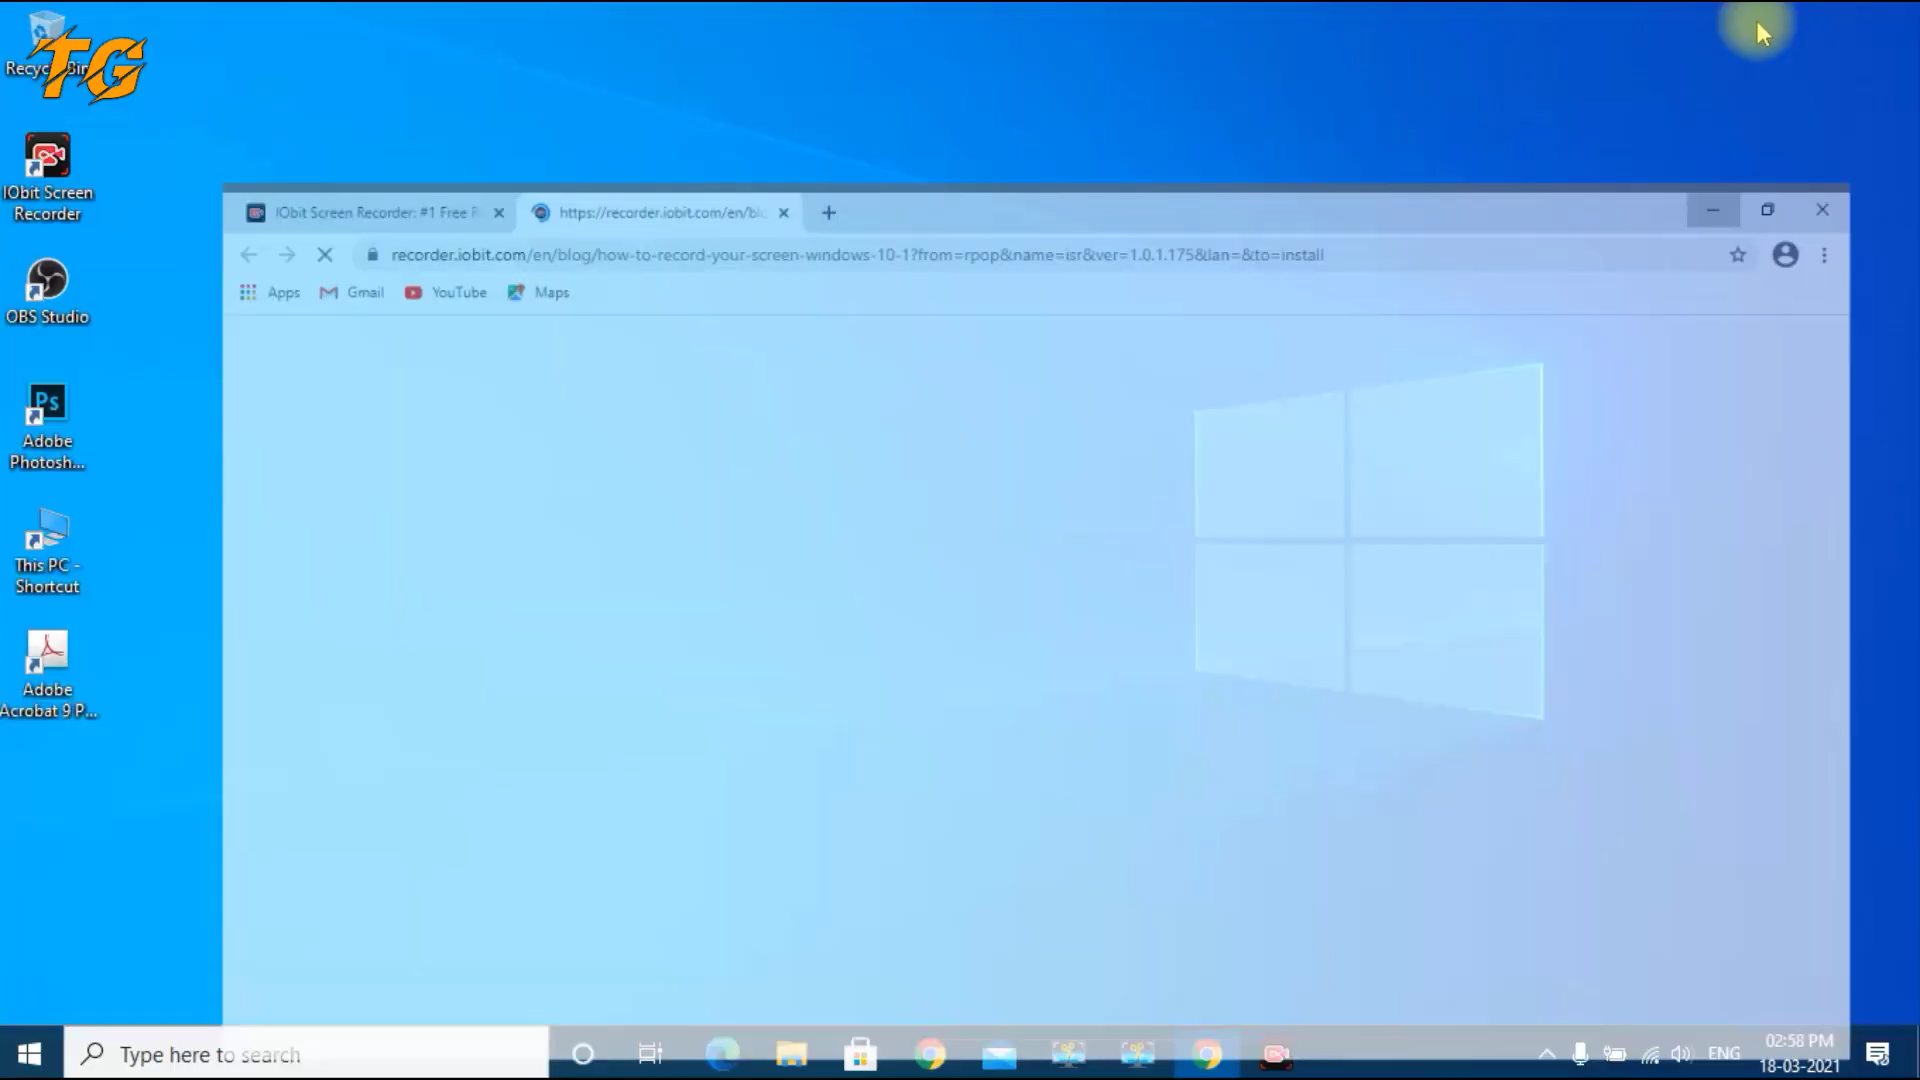 TG
IObit Screen
Recorder
OBS Studio
Ps
Adobe
Photosh...
This PC -
Shortcut
Adobe
Acrobat 9 P...
IObit Screen Recorder: #1 Free
https://recorder.iobit.com/en/bl
recorder.iobit.com/en/blog/how-to-record-your-screen-windows-10-1?from=rpop&name=isr&ver=1.0.1.175&lan=&to=install
Apps Gmail YouTube Maps
Type here to search
ENG
02:58 PM
18-03-2021